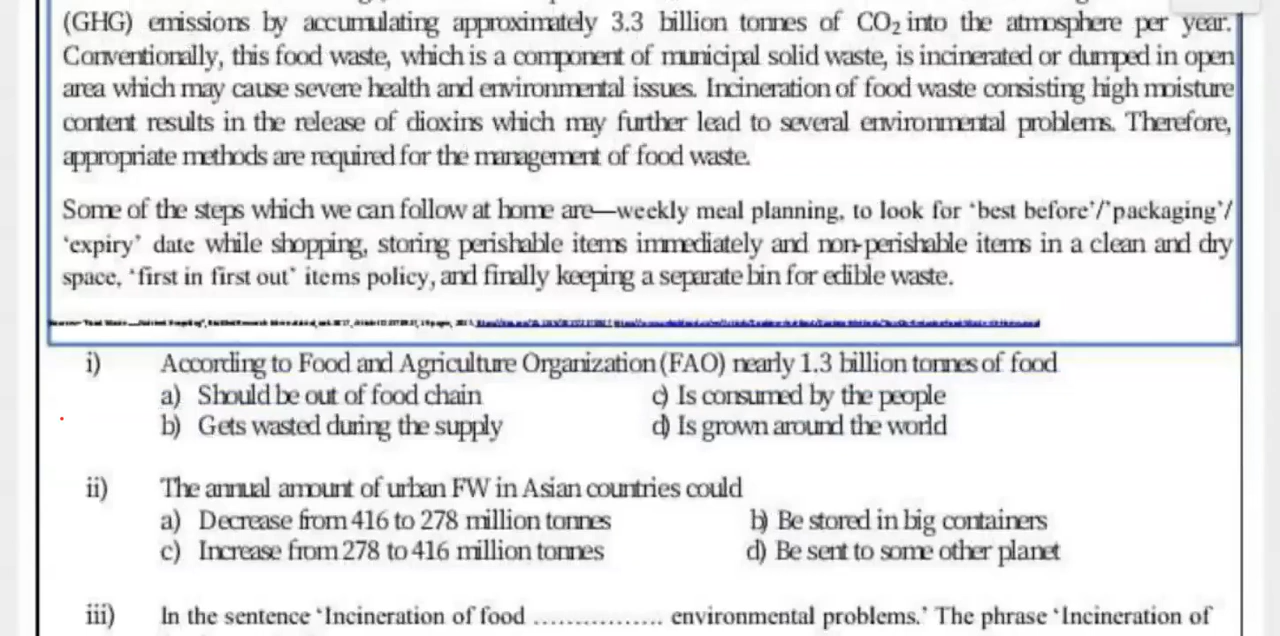 (GHG) emissions by accumulating approximately 3.3 billion tonnes of CO₂ into the atmosphere per year.
Conventionally, this food waste, which is a component of municipal solid waste, is incinerated or dumped in open
area which may cause severe health and environmental issues. Incineration of food waste consisting high moisture
content results in the release of dioxins which may further lead to several environmental problems. Therefore,
appropriate methods are required for the management of food waste.
Some of the steps which we can follow at home are—weekly meal planning, to look for ‘best before’/’packaging’/
‘expiry’ date while shopping, storing perishable items immediately and non-perishable items in a clean and dry
space, ‘first in first out’ items policy, and finally keeping a separate bin for edible waste.
i) According to Food and Agriculture Organization (FAO) nearly 1.3 billion tonnes of food
a) Should be out of food chain c) Is consumed by the people
b) Gets wasted during the supply d) Is grown around the world
ii) The annual amount of urban FW in Asian countries could
a) Decrease from 416 to 278 million tonnes b) Be stored in big containers
c) Increase from 278 to 416 million tonnes d) Be sent to some other planet
iii) In the sentence ‘Incineration of food ................ environmental problems.’ The phrase ‘Incineration of